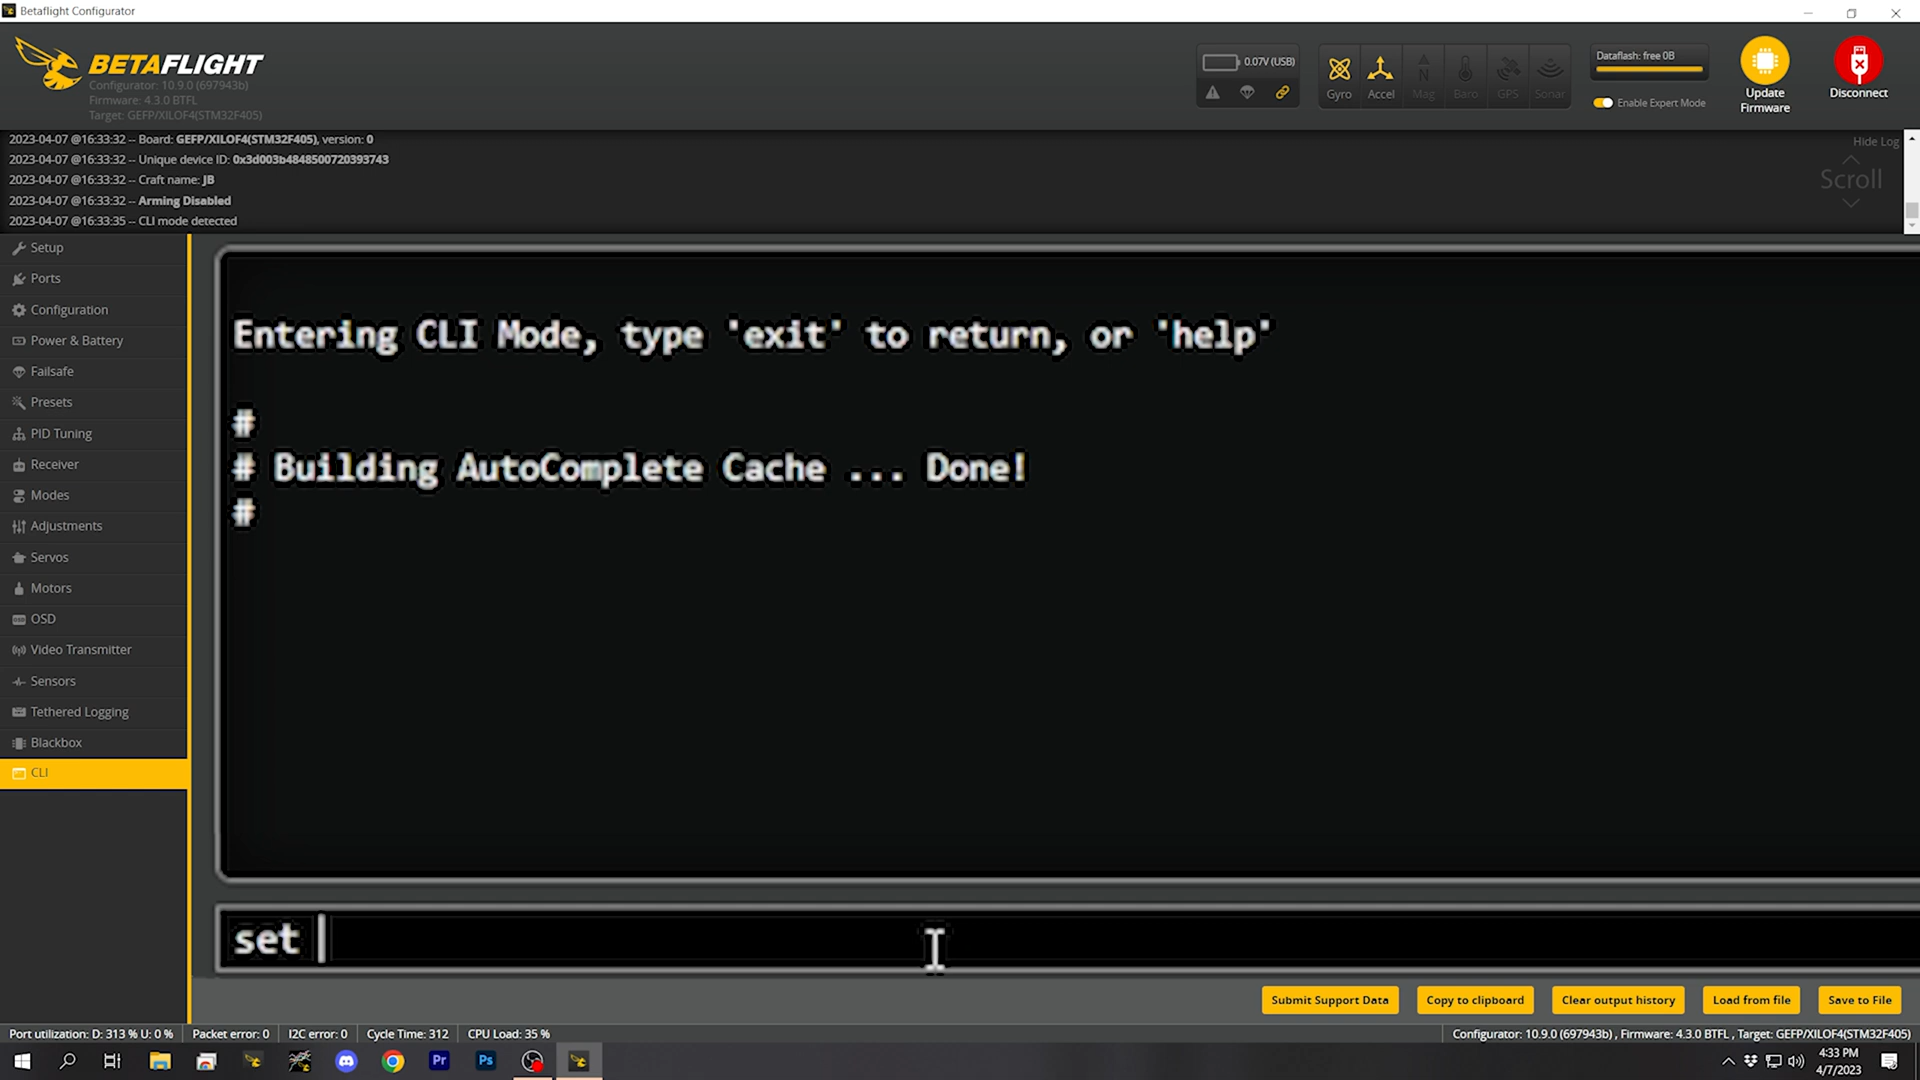 Betaflight Configurator
BETAFLIGHT
Configurator: 10.9.0 (697943b)
Firmware: 4.3.0 BTFL
Target: GEFP/XILOF4(STM32F405)
0.07V (USB)
Gyro
Accel
Mag
Baro
GPS
Sonar
Dataflash: free 0B
Enable Expert Mode
Update
Firmware
Disconnect
2023-04-07 @16:33:32 -- Board: GEFP/XILOF4(STM32F405), version: 0
2023-04-07 @16:33:32 -- Unique device ID: 0x3d003b4848500720393743
2023-04-07 @16:33:32 -- Craft name: JB
2023-04-07 @16:33:32 -- Arming Disabled
2023-04-07 @16:33:35 -- CLI mode detected
Hide Log
Scroll
Setup
Ports
Configuration
Power & Battery
Failsafe
Presets
PID Tuning
Receiver
Modes
Adjustments
Servos
Motors
OSD
Video Transmitter
Sensors
Tethered Logging
Blackbox
CLI
Entering CLI Mode, type 'exit' to return, or 'help'
#
# Building AutoComplete Cache ... Done!
#
set
Submit Support Data
Copy to clipboard
Clear output history
Load from file
Save to File
Port utilization: D: 313 % U: 0 %
Packet error: 0
I2C error: 0
Cycle Time: 312
CPU Load: 35 %
Configurator: 10.9.0 (697943b) , Firmware: 4.3.0 BTFL , Target: GEFP/XILOF4(STM32F405)
Pr
Ps
4:33 PM
4/7/2023